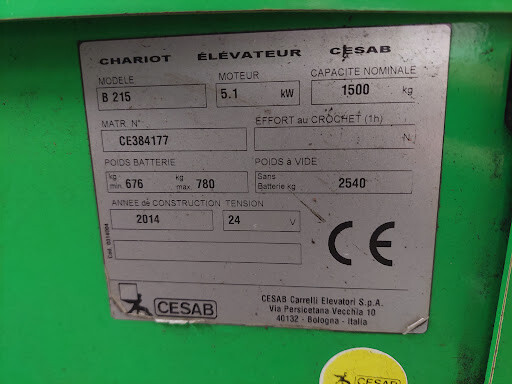 CHARIOT ÉLÉVATEUR CESAB
MODELE MOTEUR CAPACITE NOMINALE
B 215 5.1 kW 1500 kg
MATR. N° EFFORT au CROCHET (1h)
CE384177 N
POIDS BATTERIE POIDS à VIDE
kg min. 676 kg max. 780 Sans Batterie kg 2540
ANNEE de CONSTRUCTION TENSION
2014 24 V
CE
CESAB
CESAB Carrelli Elevatori S.p.A.
Via Persicetana Vecchia 10
40132 - Bologna - Italia
CESAB